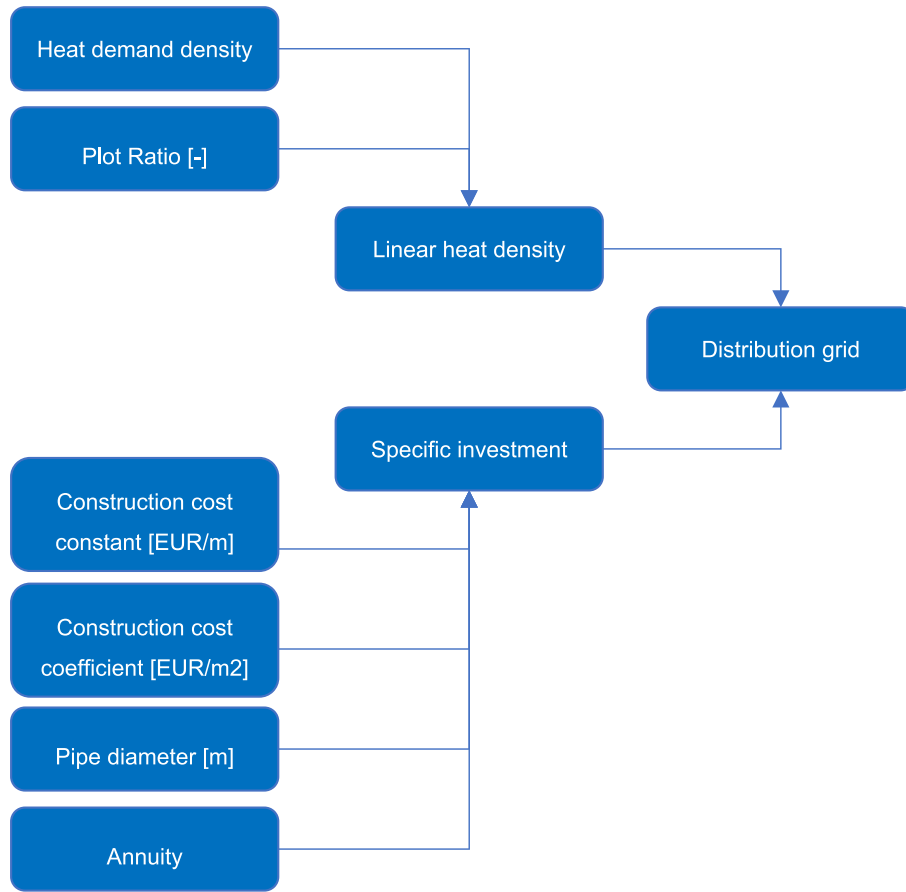 Heat demand density
Plot Ratio [-]
Linear heat density
Distribution grid
Specific investment
Construction cost
constant [EUR/m]
Construction cost
coefficient [EUR/m2]
Pipe diameter [m]
Annuity